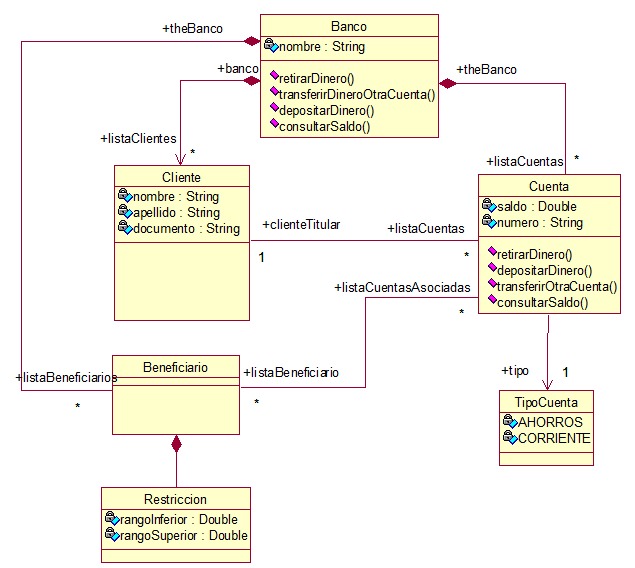 +theBanco
Banco
nombre : String
retirarDinero()
transferirDineroOtraCuenta()
depositarDinero()
consultarSaldo()
+banco
+theBanco
+listaClientes
*
+listaCuentas
*
Cliente
nombre : String
apellido : String
documento : String
Cuenta
saldo : Double
numero : String
retirarDinero()
depositarDinero()
transferirOtraCuenta()
consultarSaldo()
+clienteTitular
1
+listaCuentas
*
+listaCuentasAsociadas
*
+listaBeneficiarios
*
Beneficiario
+listaBeneficiario
*
+tipo
1
TipoCuenta
AHORROS
CORRIENTE
Restriccion
rangoInferior : Double
rangoSuperior : Double